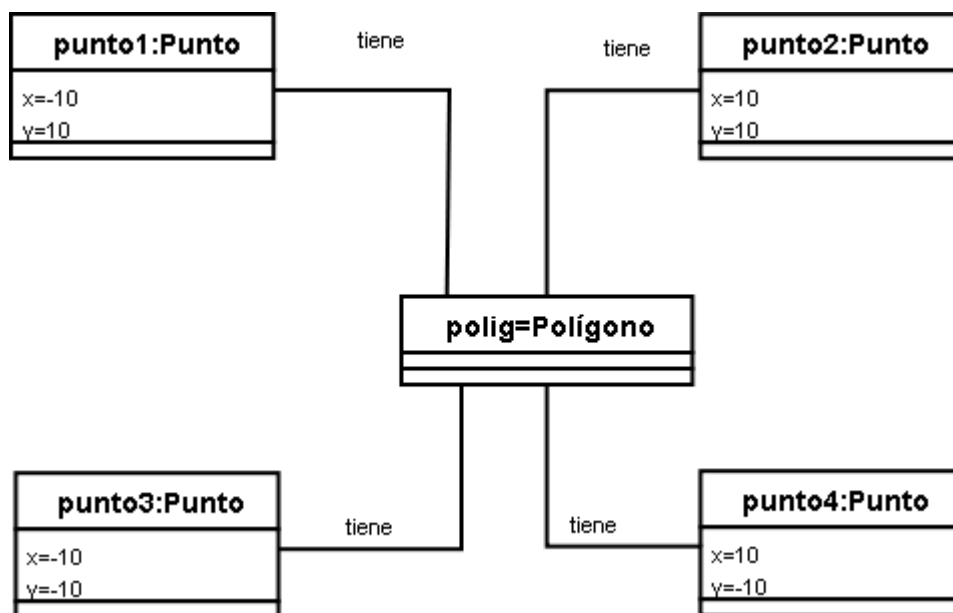 punto1:Punto
x=-10
y=10
tiene
tiene
punto2:Punto
x=10
y=10
polig=Polígono
punto3:Punto
x=-10
y=-10
tiene
tiene
punto4:Punto
x=10
y=-10